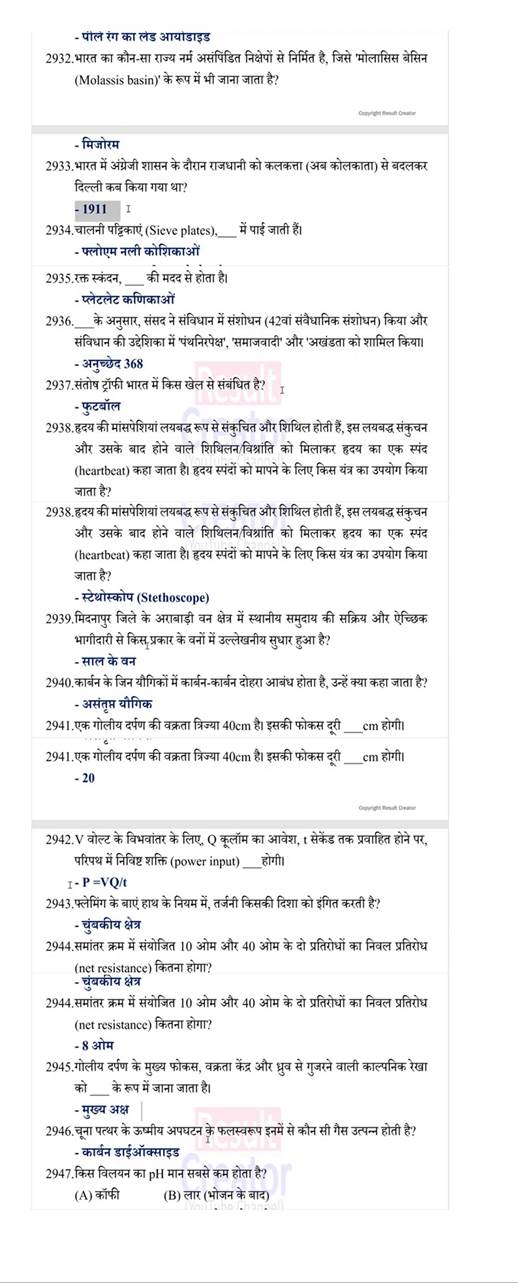 - पीले रंग का लेड आयोडाइड
2932.भारत का कौन-सा राज्य नर्म असंपिंडित निक्षेपों से निर्मित है, जिसे 'मोलासिस बेसिन
(Molassis basin)' के रूप में भी जाना जाता है?
Copyright Result Creator
- मिजोरम
2933.भारत में अंग्रेजी शासन के दौरान राजधानी को कलकत्ता (अब कोलकाता) से बदलकर
दिल्ली कब किया गया था?
- 1911
2934.चालनी पट्टिकाएं (Sieve plates),____ में पाई जाती हैं।
- फ्लोएम नली कोशिकाओं
2935.रक्त स्कंदन, ____ की मदद से होता है।
- प्लेटलेट कणिकाओं
2936.____के अनुसार, संसद ने संविधान में संशोधन (42वां संवैधानिक संशोधन) किया और
संविधान की उद्देशिका में 'पंथनिरपेक्ष', 'समाजवादी' और 'अखंडता को शामिल किया।
- अनुच्छेद 368
2937.संतोष ट्रॉफी भारत में किस खेल से संबंधित है?
- फुटबॉल
2938.हृदय की मांसपेशियां लयबद्ध रूप से संकुचित और शिथिल होती हैं, इस लयबद्ध संकुचन
और उसके बाद होने वाले शिथिलन/विश्रांति को मिलाकर हृदय का एक स्पंद
(heartbeat) कहा जाता है। हृदय स्पंदों को मापने के लिए किस यंत्र का उपयोग किया
जाता है?
2938.हृदय की मांसपेशियां लयबद्ध रूप से संकुचित और शिथिल होती हैं, इस लयबद्ध संकुचन
और उसके बाद होने वाले शिथिलन/विश्रांति को मिलाकर हृदय का एक स्पंद
(heartbeat) कहा जाता है। हृदय स्पंदों को मापने के लिए किस यंत्र का उपयोग किया
जाता है?
- स्टेथोस्कोप (Stethoscope)
2939.मिदनापुर जिले के अराबाड़ी वन क्षेत्र में स्थानीय समुदाय की सक्रिय और ऐच्छिक
भागीदारी से किस प्रकार के वनों में उल्लेखनीय सुधार हुआ है?
- साल के वन
2940.कार्बन के जिन यौगिकों में कार्बन-कार्बन दोहरा आबंध होता है, उन्हें क्या कहा जाता है?
- असंतृप्त यौगिक
2941.एक गोलीय दर्पण की वक्रता त्रिज्या 40cm है। इसकी फोकस दूरी ____cm होगी।
2941.एक गोलीय दर्पण की वक्रता त्रिज्या 40cm है। इसकी फोकस दूरी ____cm होगी।
- 20
Copyright Result Creator
2942.V वोल्ट के विभवांतर के लिए, Q कूलॉम का आवेश, t सेकेंड तक प्रवाहित होने पर,
परिपथ में निविष्ट शक्ति (power input) ____होगी।
- P =VQ/t
2943.फ्लेमिंग के बाएं हाथ के नियम में, तर्जनी किसकी दिशा को इंगित करती है?
- चुंबकीय क्षेत्र
2944.समांतर क्रम में संयोजित 10 ओम और 40 ओम के दो प्रतिरोधों का निवल प्रतिरोध
(net resistance) कितना होगा?
- चुंबकीय क्षेत्र
2944.समांतर क्रम में संयोजित 10 ओम और 40 ओम के दो प्रतिरोधों का निवल प्रतिरोध
(net resistance) कितना होगा?
- 8 ओम
2945.गोलीय दर्पण के मुख्य फोकस, वक्रता केंद्र और ध्रुव से गुजरने वाली काल्पनिक रेखा
को ____ के रूप में जाना जाता है।
- मुख्य अक्ष
2946.चूना पत्थर के ऊष्मीय अपघटन के फलस्वरूप इनमें से कौन सी गैस उत्पन्न होती है?
- कार्बन डाईऑक्साइड
2947.किस विलयन का pH मान सबसे कम होता है?
(A) कॉफी (B) लार (भोजन के बाद)